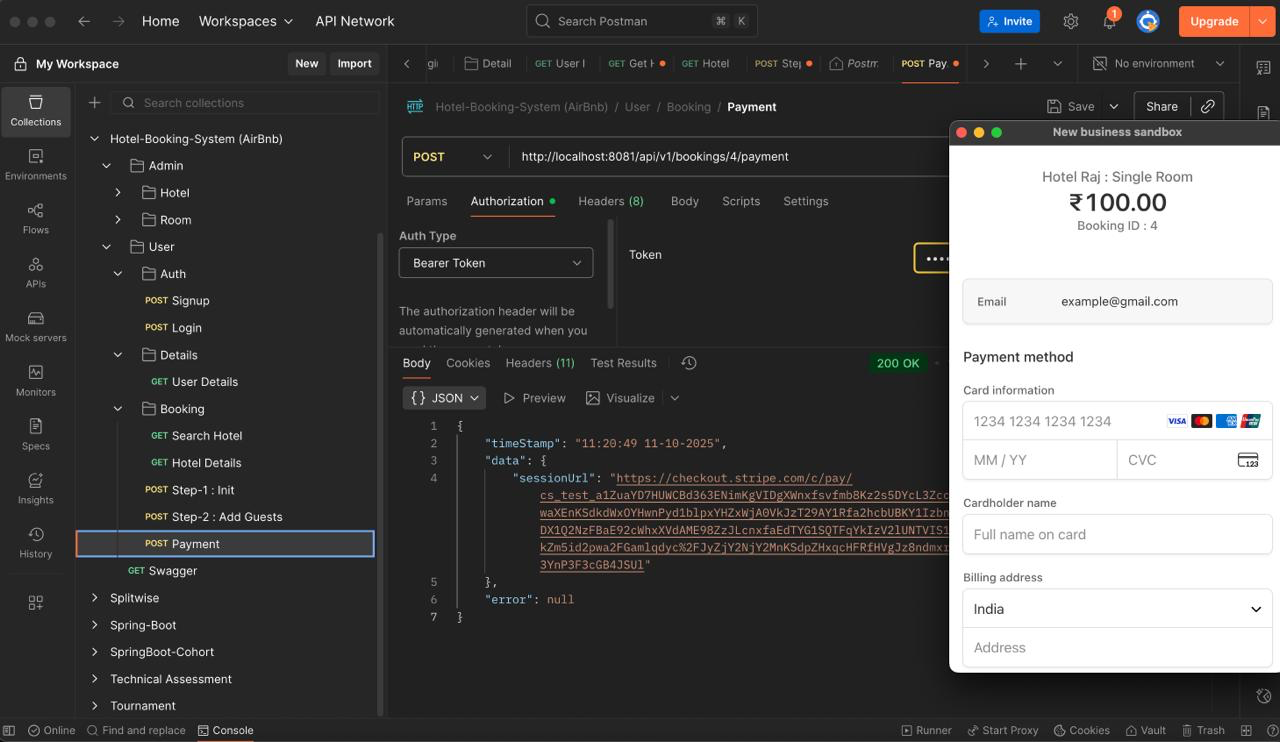 Home Workspaces API Network
Search Postman ⌘ K
Invite 1 Upgrade
My Workspace New Import
Detail GET User I GET Get H GET Hotel POST Step Postm POST Pay. No environment
Collections
Environments
Flows
APIs
Mock servers
Monitors
Specs
Insights
History
Search collections
Hotel-Booking-System (AirBnb)
Admin
Hotel
Room
User
Auth
POST Signup
POST Login
Details
GET User Details
Booking
GET Search Hotel
GET Hotel Details
POST Step-1 : Init
POST Step-2 : Add Guests
POST Payment
GET Swagger
Splitwise
Spring-Boot
SpringBoot-Cohort
Technical Assessment
Tournament
HTTP Hotel-Booking-System (AirBnb) / User / Booking / Payment
Save Share
POST http://localhost:8081/api/v1/bookings/4/payment
Params Authorization Headers (8) Body Scripts Settings
Auth Type
Bearer Token
Token
The authorization header will be
automatically generated when you
Body Cookies Headers (11) Test Results 200 OK
{} JSON Preview Visualize
1 {
2 "timeStamp": "11:20:49 11-10-2025",
3 "data": {
4 "sessionUrl": "https://checkout.stripe.com/c/pay/
cs_test_a1ZuaYD7HUWCBd363ENimKgVIDgXWnxfsvfmb8Kz2s5DYcL3Zcc
waXEnKSdkdWxOYHwnPyd1blpxYHZxWjA0VkJzT29AY1Rfa2hcbUBKY1Izbn
DX1Q2NzFBaE92cWhxXVdAME98ZzJLcnxfaEdTYG1SQTFqYkIzV2lUNTVIS1
kZm5id2pwa2FGamlqdyc%2FJyZjY2NjY2MnKSdpZHxqcHFRfHVgJz8ndmxr
3YnP3F3cGB4JSUl"
5 },
6 "error": null
7 }
New business sandbox
Hotel Raj : Single Room
₹100.00
Booking ID : 4
Email example@gmail.com
Payment method
Card information
1234 1234 1234 1234 VISA
MM / YY CVC 123
Cardholder name
Full name on card
Billing address
India
Address
Online Find and replace Console
Runner Start Proxy Cookies Vault Trash